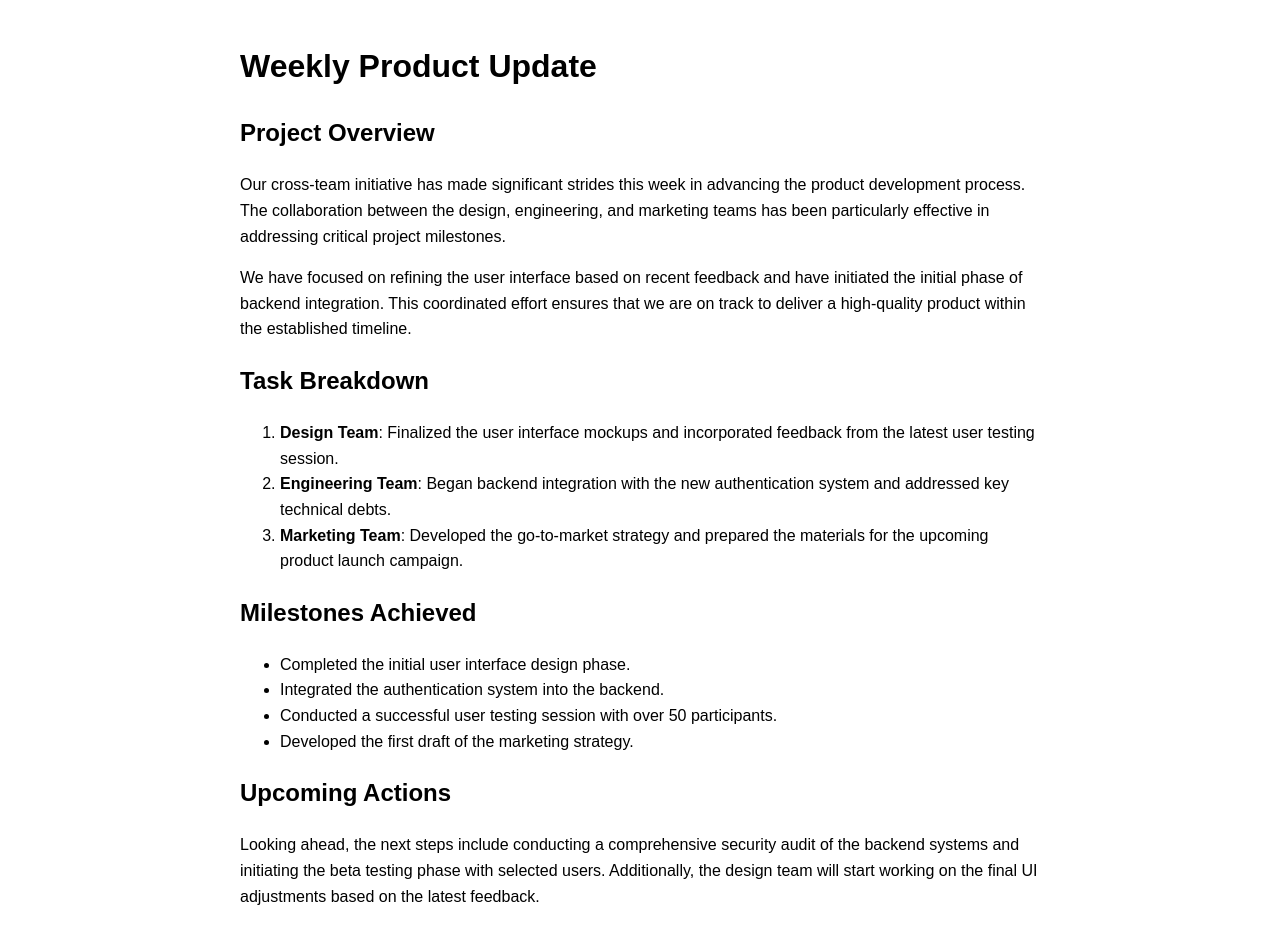 Weekly Product Update
Project Overview
Our cross-team initiative has made significant strides this week in advancing the product development process.
The collaboration between the design, engineering, and marketing teams has been particularly effective in
addressing critical project milestones.
We have focused on refining the user interface based on recent feedback and have initiated the initial phase of
backend integration. This coordinated effort ensures that we are on track to deliver a high-quality product within
the established timeline.
Task Breakdown
1. Design Team: Finalized the user interface mockups and incorporated feedback from the latest user testing
session.
2. Engineering Team: Began backend integration with the new authentication system and addressed key
technical debts.
3. Marketing Team: Developed the go-to-market strategy and prepared the materials for the upcoming
product launch campaign.
Milestones Achieved
• Completed the initial user interface design phase.
• Integrated the authentication system into the backend.
• Conducted a successful user testing session with over 50 participants.
• Developed the first draft of the marketing strategy.
Upcoming Actions
Looking ahead, the next steps include conducting a comprehensive security audit of the backend systems and
initiating the beta testing phase with selected users. Additionally, the design team will start working on the final UI
adjustments based on the latest feedback.